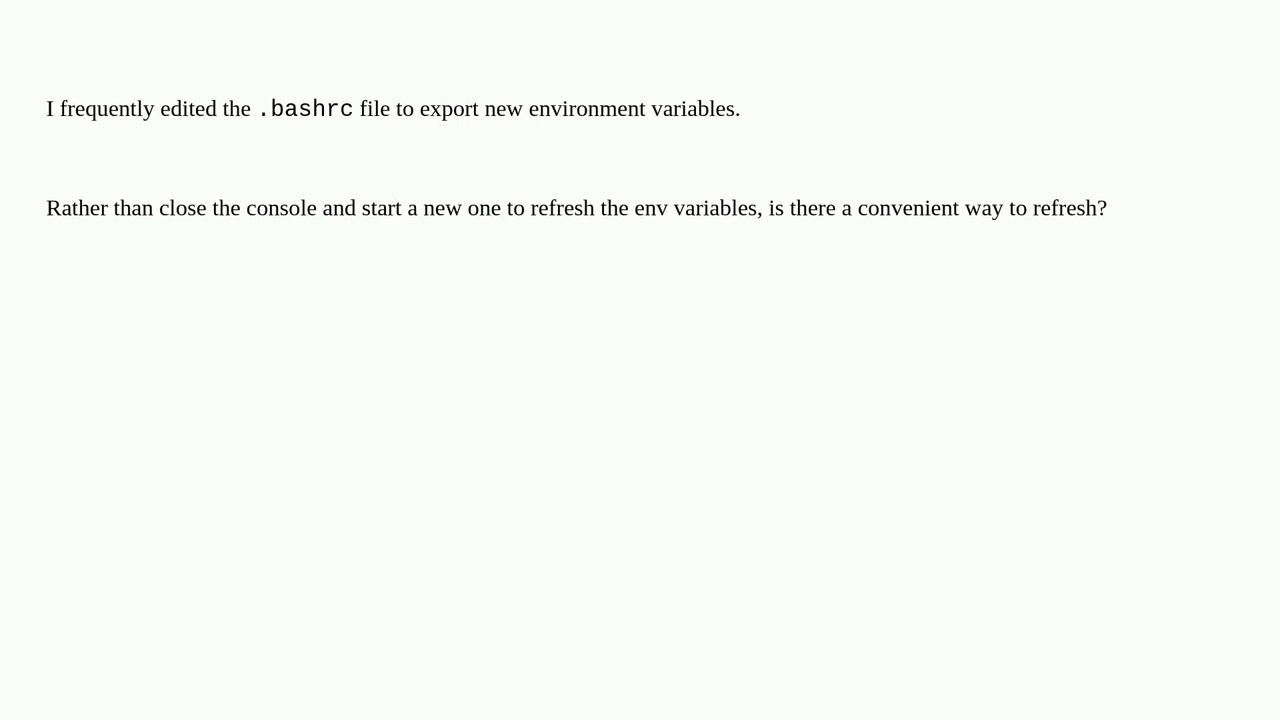 I frequently edited the .bashrc file to export new environment variables.
Rather than close the console and start a new one to refresh the env variables, is there a convenient way to refresh?